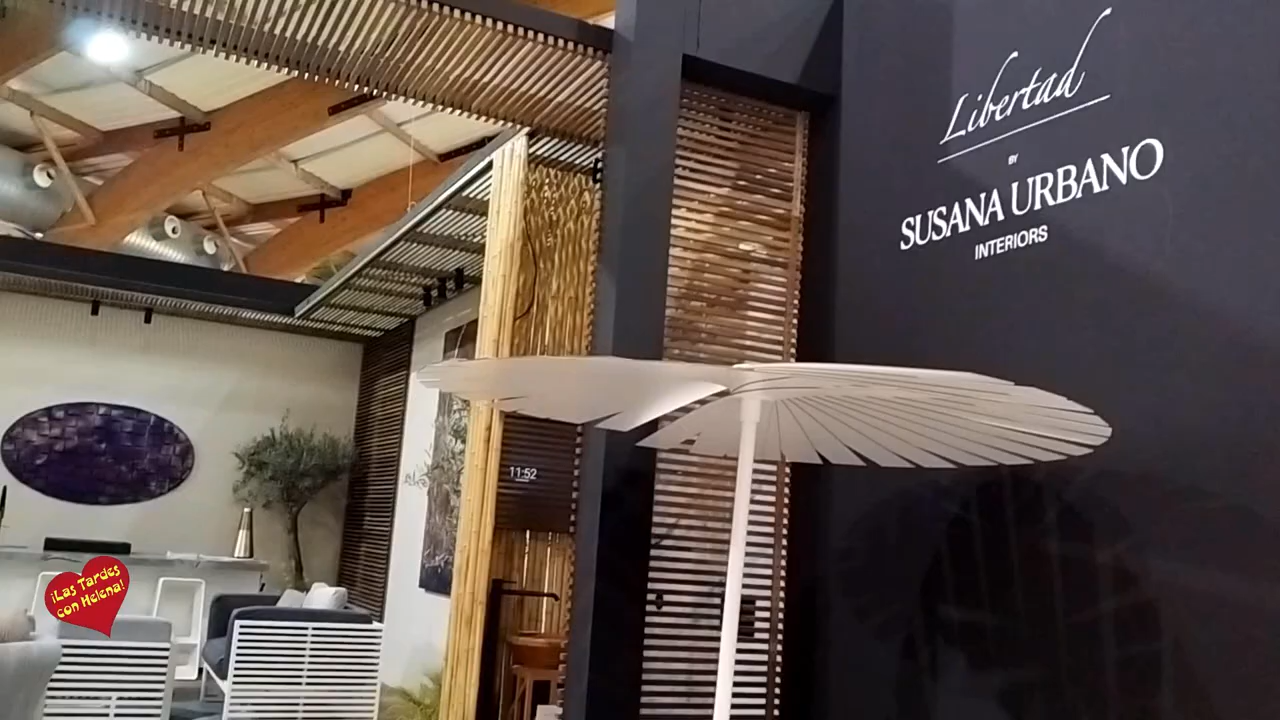 Libertad
BY
SUSANA URBANO
INTERIORS
11:52
¡Las Tardes
con Helena!